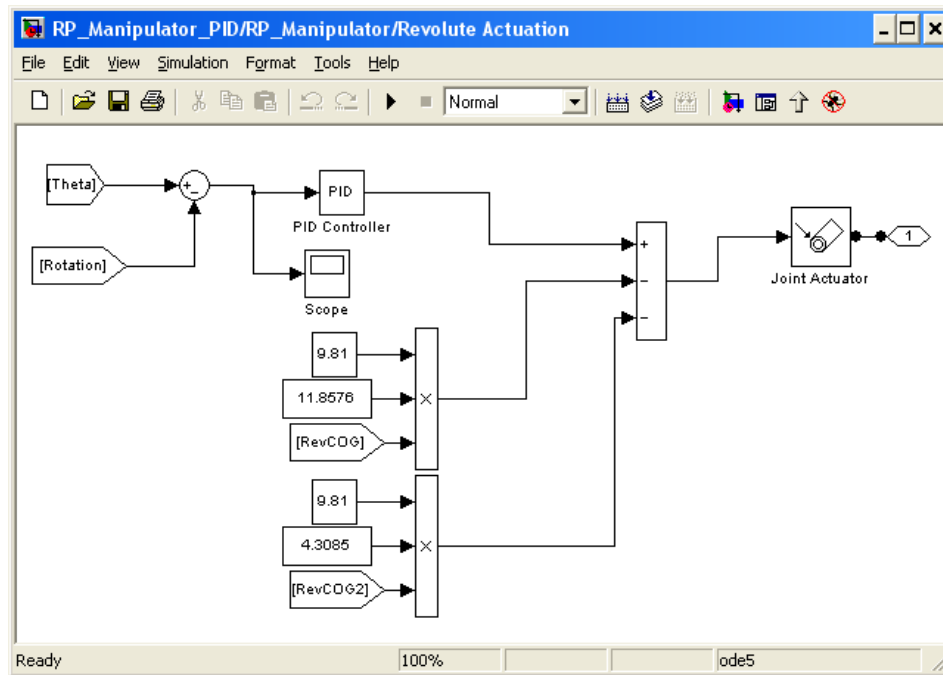 RP_Manipulator_PID/RP_Manipulator/Revolute Actuation
File Edit View Simulation Format Tools Help
Normal
[Theta]
+
-
PID
PID Controller
[Rotation]
Scope
+
-
-
Joint Actuator
1
9.81
11.8576
×
[RevCOG]
9.81
4.3085
×
[RevCOG2]
Ready 100% ode5